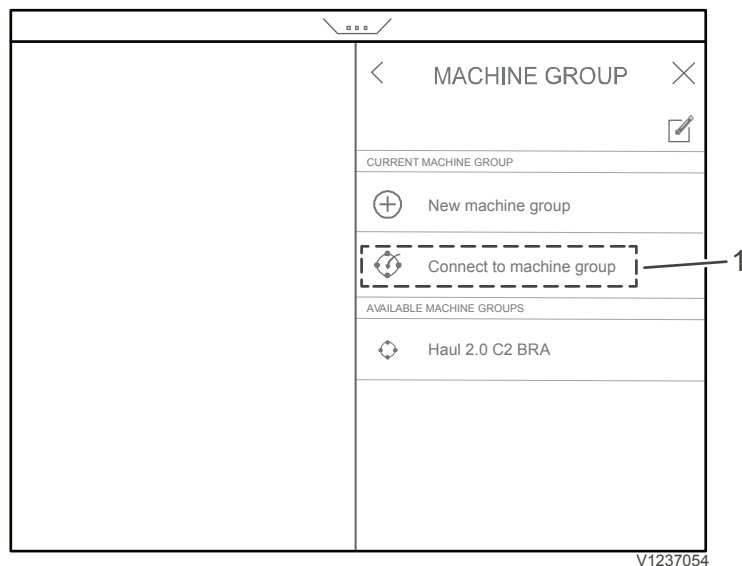 MACHINE GROUP
CURRENT MACHINE GROUP
New machine group
Connect to machine group
1
AVAILABLE MACHINE GROUPS
Haul 2.0 C2 BRA
V1237054